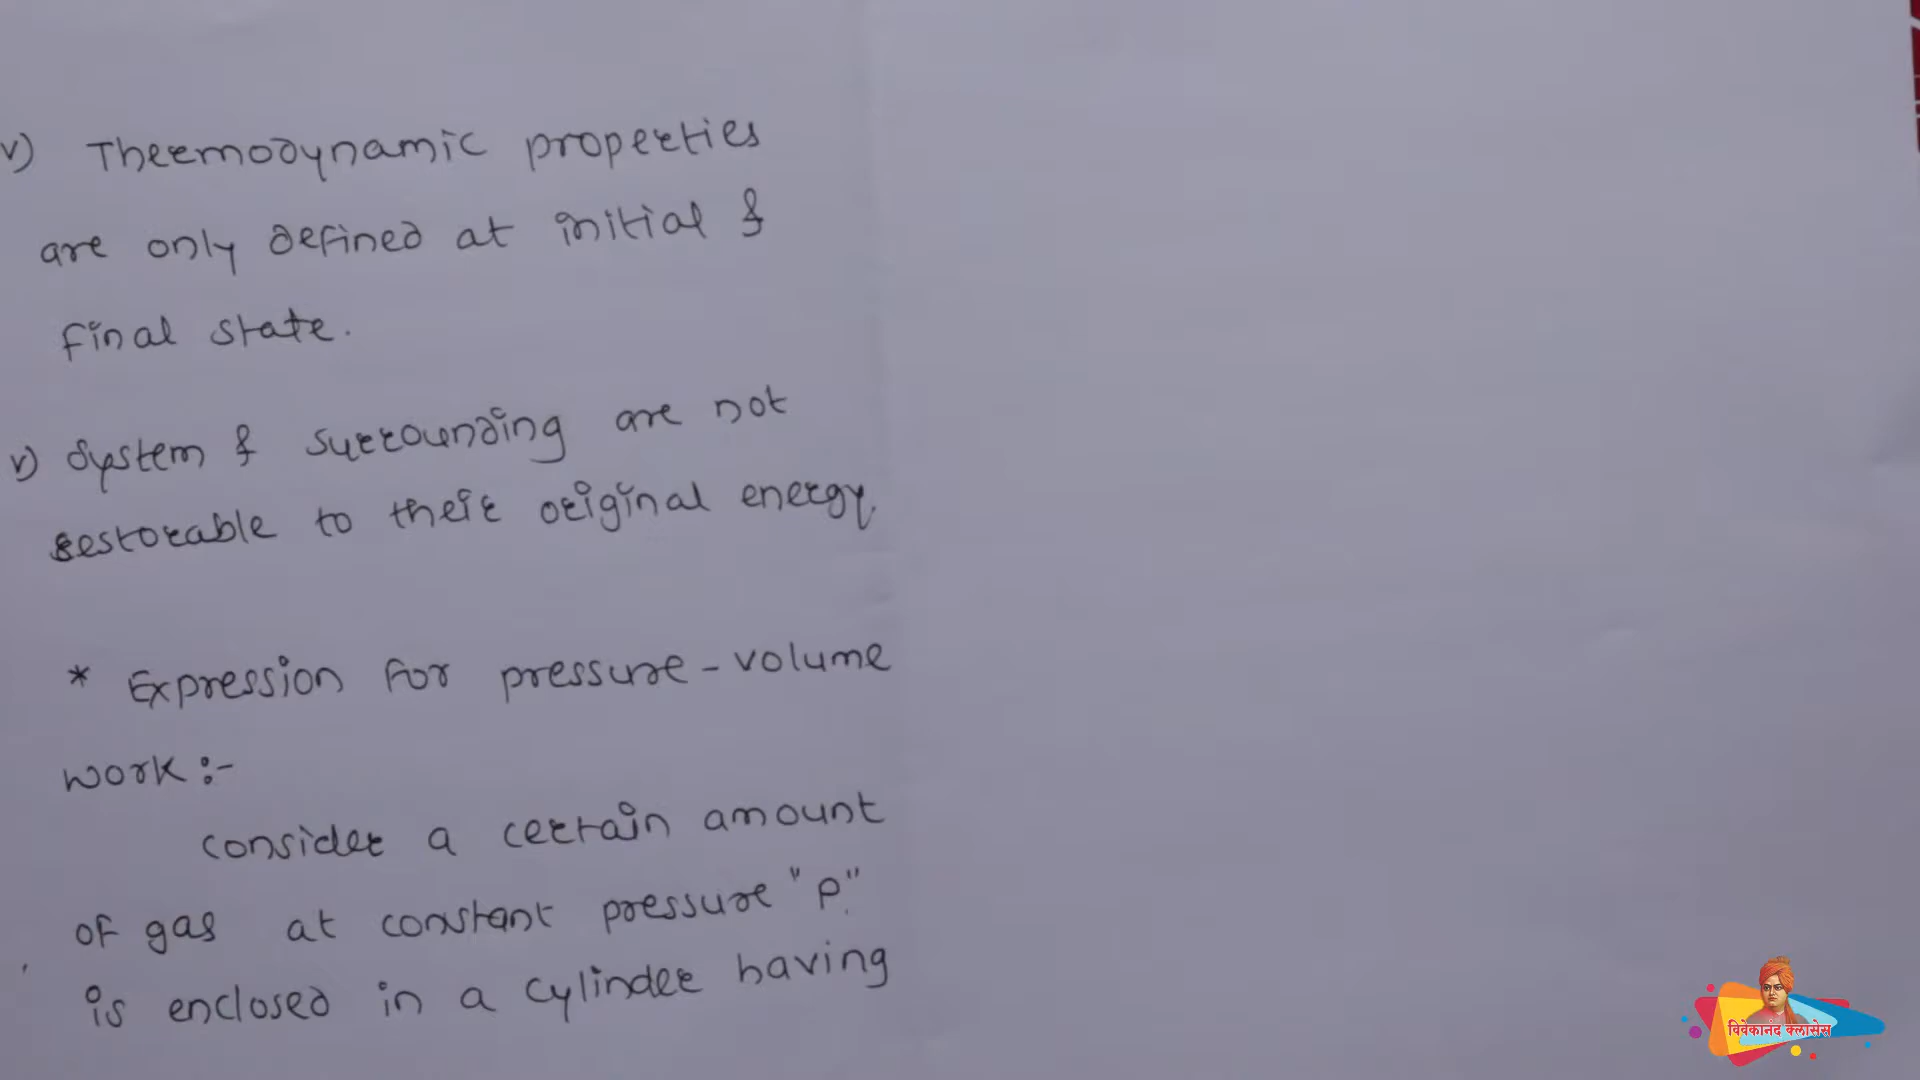 v) Thermodynamic properties
are only defined at initial &
final state.
v) System & surrounding are not
restorable to their original energy.
* Expression for pressure-volume
work:-
consider a certain amount
of gas at constant pressure "P".
is enclosed in a cylinder having
विवेकानंद क्लासेस